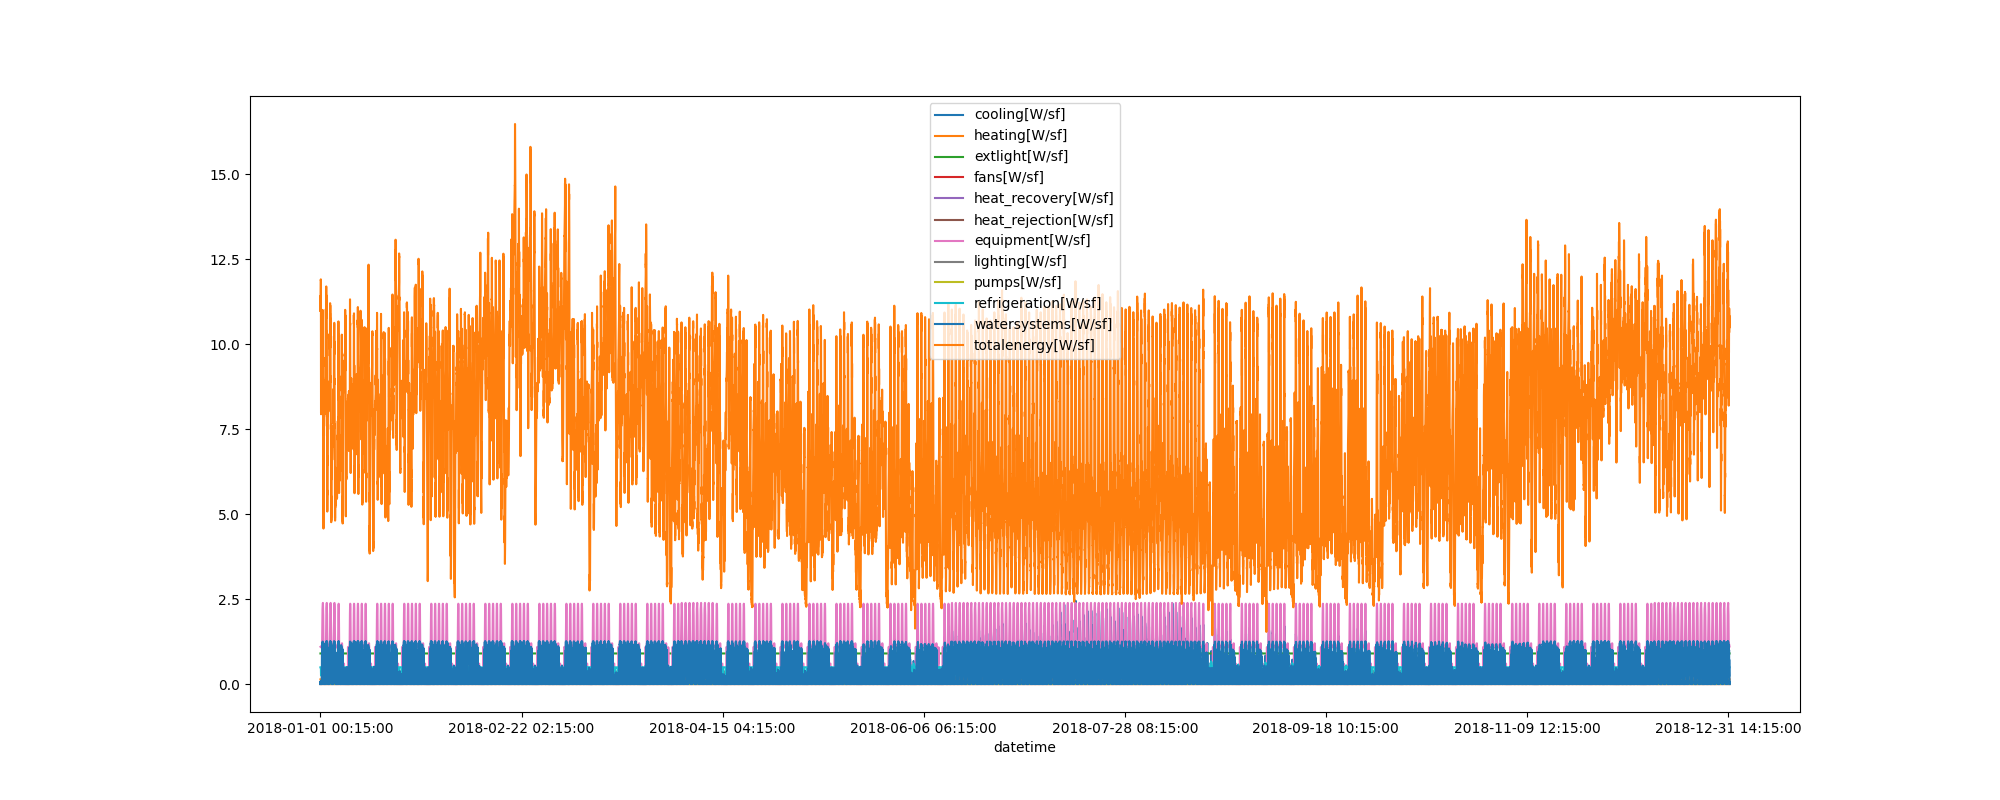 cooling[W/sf]
heating[W/sf]
extlight[W/sf]
fans[W/sf]
heat_recovery[W/sf]
heat_rejection[W/sf]
equipment[W/sf]
lighting[W/sf]
pumps[W/sf]
refrigeration[W/sf]
watersystems[W/sf]
totalenergy[W/sf]
15.0
12.5
10.0
7.5
5.0
2.5
0.0
2018-01-01 00:15:00 2018-02-22 02:15:00 2018-04-15 04:15:00 2018-06-06 06:15:00 2018-07-28 08:15:00 2018-09-18 10:15:00 2018-11-09 12:15:00 2018-12-31 14:15:00
datetime